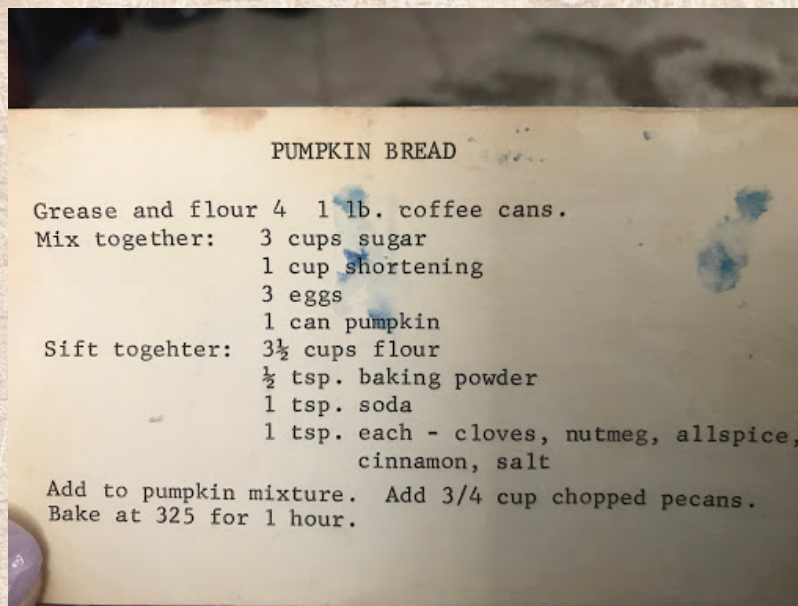 PUMPKIN BREAD
Grease and flour 4 1 lb. coffee cans.
Mix together: 3 cups sugar
1 cup shortening
3 eggs
1 can pumpkin
Sift togehter: 3½ cups flour
½ tsp. baking powder
1 tsp. soda
1 tsp. each - cloves, nutmeg, allspice,
cinnamon, salt
Add to pumpkin mixture. Add 3/4 cup chopped pecans.
Bake at 325 for 1 hour.